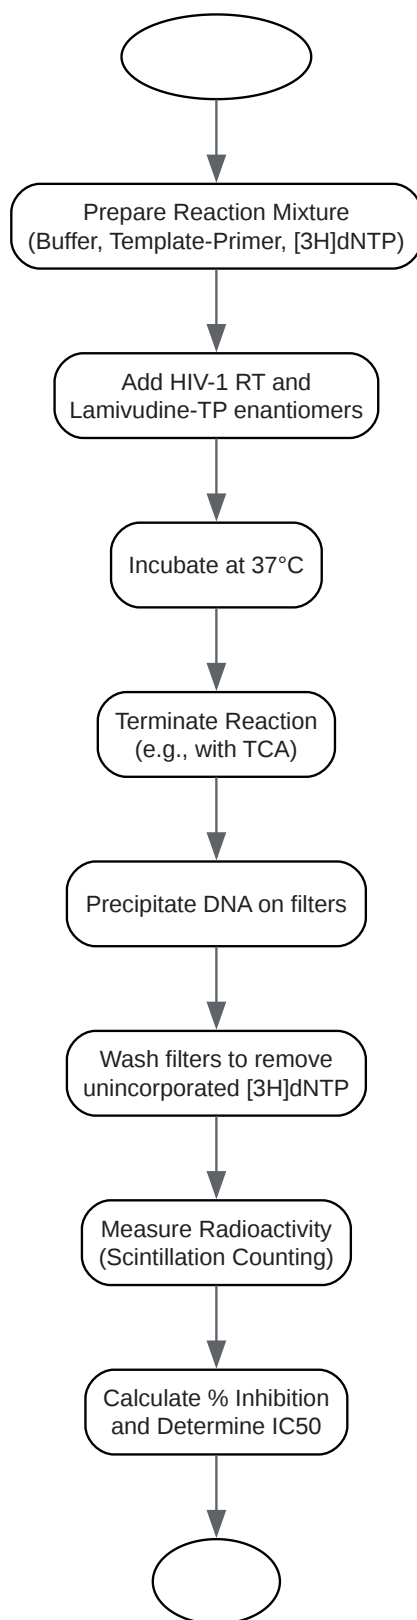 Prepare Reaction Mixture
(Buffer, Template-Primer, [3H]dNTP)
Add HIV-1 RT and
Lamivudine-TP enantiomers
Incubate at 37°C
Terminate Reaction
(e.g., with TCA)
Precipitate DNA on filters
Wash filters to remove
unincorporated [3H]dNTP
Measure Radioactivity
(Scintillation Counting)
Calculate % Inhibition
and Determine IC50